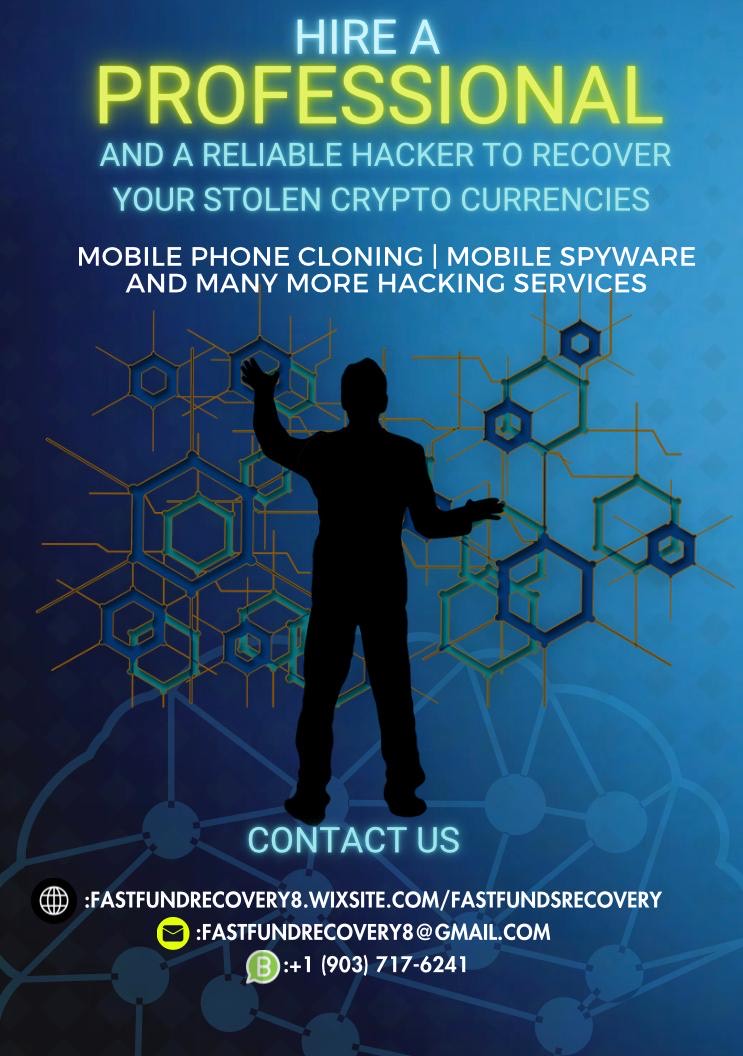 HIRE A
PROFESSIONAL
AND A RELIABLE HACKER TO RECOVER
YOUR STOLEN CRYPTO CURRENCIES
MOBILE PHONE CLONING | MOBILE SPYWARE
AND MANY MORE HACKING SERVICES
CONTACT US
:FASTFUNDRECOVERY8.WIXSITE.COM/FASTFUNDSRECOVERY
:FASTFUNDRECOVERY8@GMAIL.COM
B :+1 (903) 717-6241